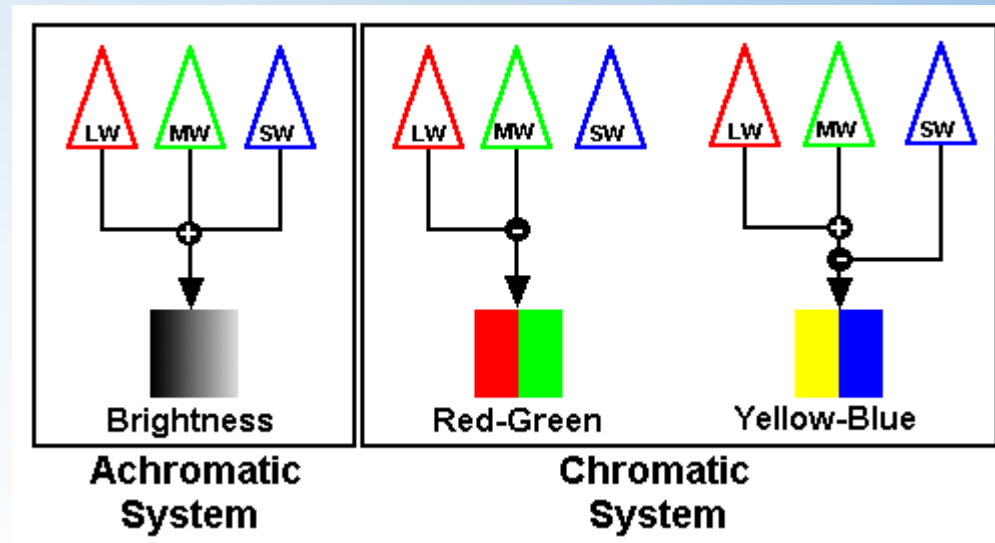 LW MW SW LW MW SW LW MW SW
+ - + -
Brightness Red-Green Yellow-Blue
Achromatic System
Chromatic System